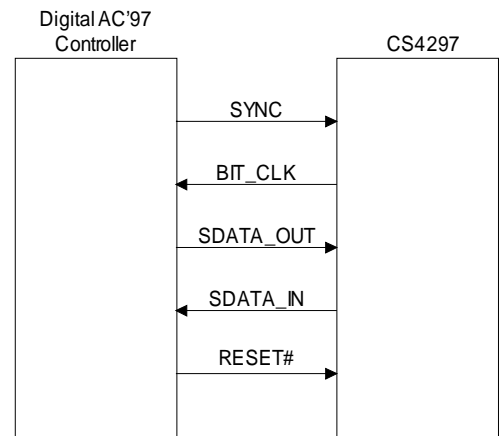 Digital AC'97
Controller
CS4297
SYNC
BIT_CLK
SDATA_OUT
SDATA_IN
RESET#